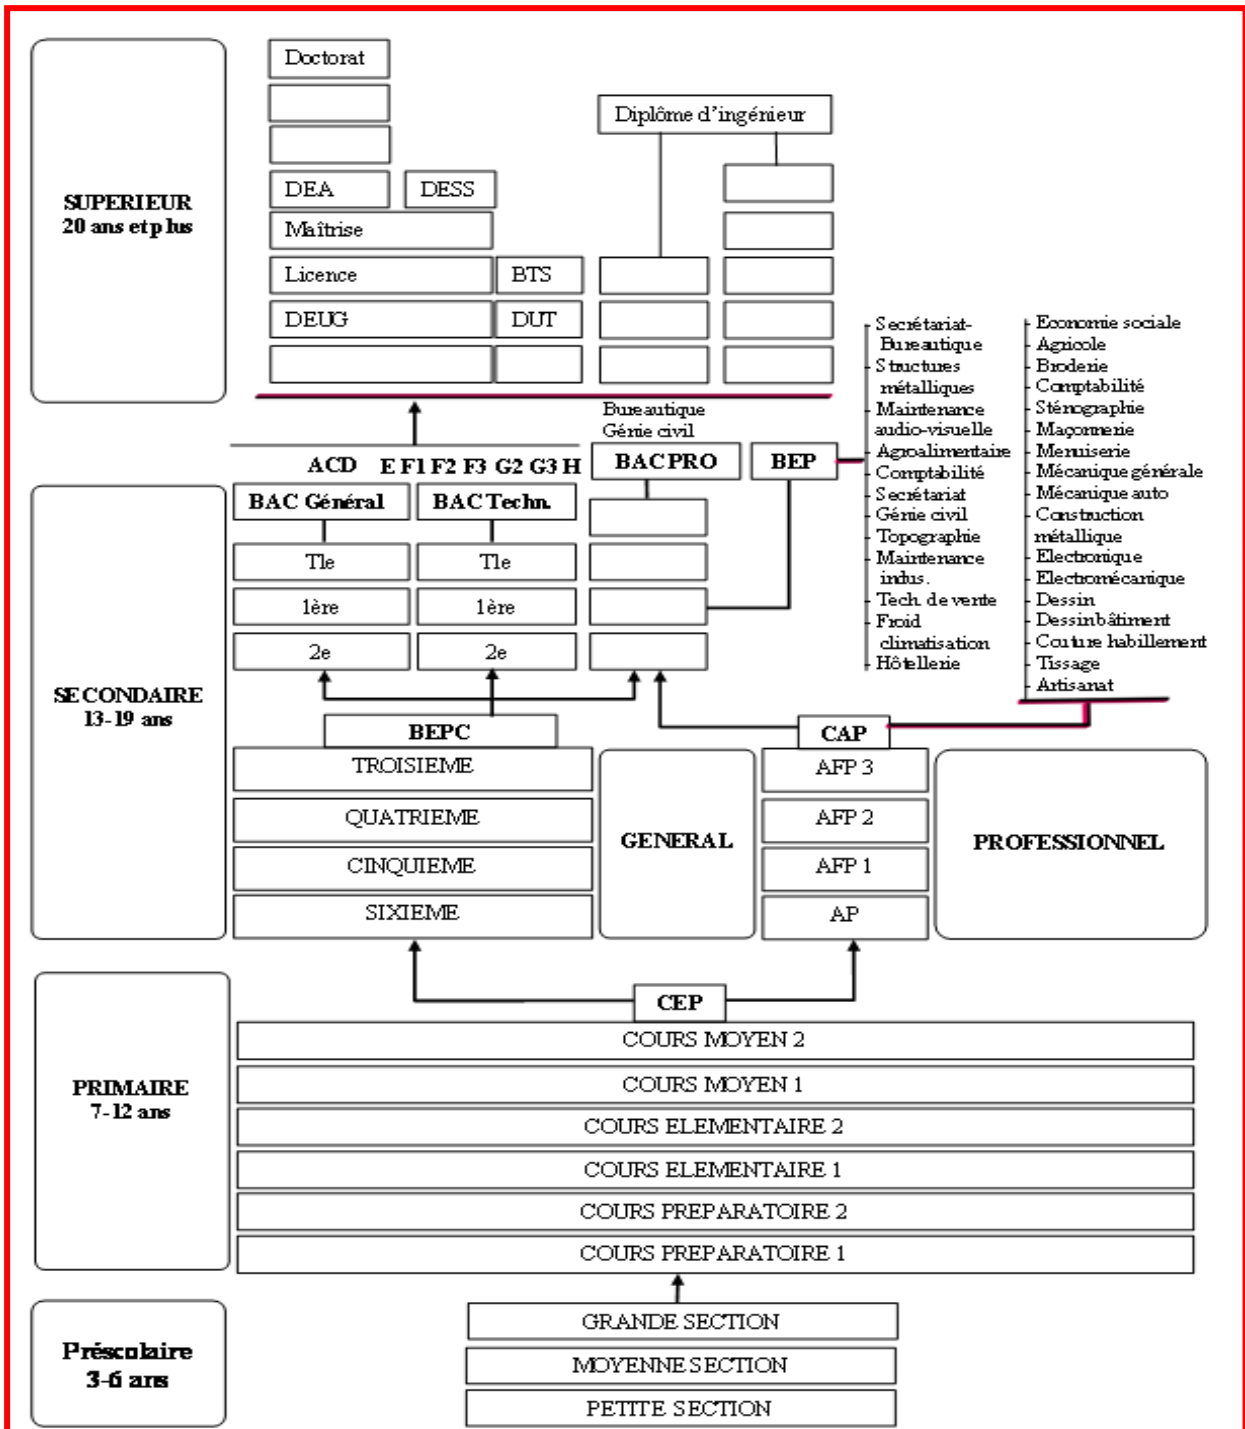 Doctorat
Diplôme d'ingénieur
SUPERIEUR
20 ans et plus
DEA
DESS
Maîtrise
Licence
BTS
DEUG
DUT
Secrétariat-
Bureautique
Structures
métalliques
Maintenance
audio-visuelle
Agroalimentaire
Comptabilité
Secrétariat
Génie civil
Topographie
Maintenance
indus.
Tech. de vente
Froid
climatisation
Hôtellerie
Economie sociale
Agricole
Broderie
Comptabilité
Sténographie
Maçonnerie
Menuiserie
Mécanique générale
Mécanique auto
Construction
métallique
Electronique
Electromécanique
Dessin
Dessin bâtiment
Couture habillement
Tissage
Artisanat
Bureautique
Génie civil
ACD
E F1 F2 F3 G2 G3 H
BAC PRO
BEP
BAC Général
BAC Techn.
Tle
Tle
1ère
1ère
2e
2e
SECONDAIRE
13-19 ans
BEPC
CAP
TROISIEME
AFP 3
QUATRIEME
AFP 2
GENERAL
PROFESSIONNEL
CINQUIEME
AFP 1
SIXIEME
AP
CEP
PRIMAIRE
7-12 ans
COURS MOYEN 2
COURS MOYEN 1
COURS ELEMENTAIRE 2
COURS ELEMENTAIRE 1
COURS PREPARATOIRE 2
COURS PREPARATOIRE 1
Préscolaire
3-6 ans
GRANDE SECTION
MOYENNE SECTION
PETITE SECTION